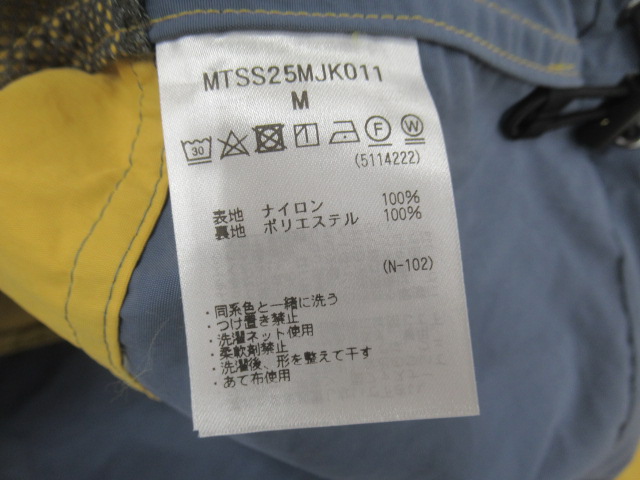 MTSS25MJK011
M
30 F W
(5114222)
表地 ナイロン 100%
裏地 ポリエステル 100%
(N-102)
・同系色と一緒に洗う
・つけ置き禁止
・洗濯ネット使用
・柔軟剤禁止
・洗濯後、形を整えて干す
・あて布使用